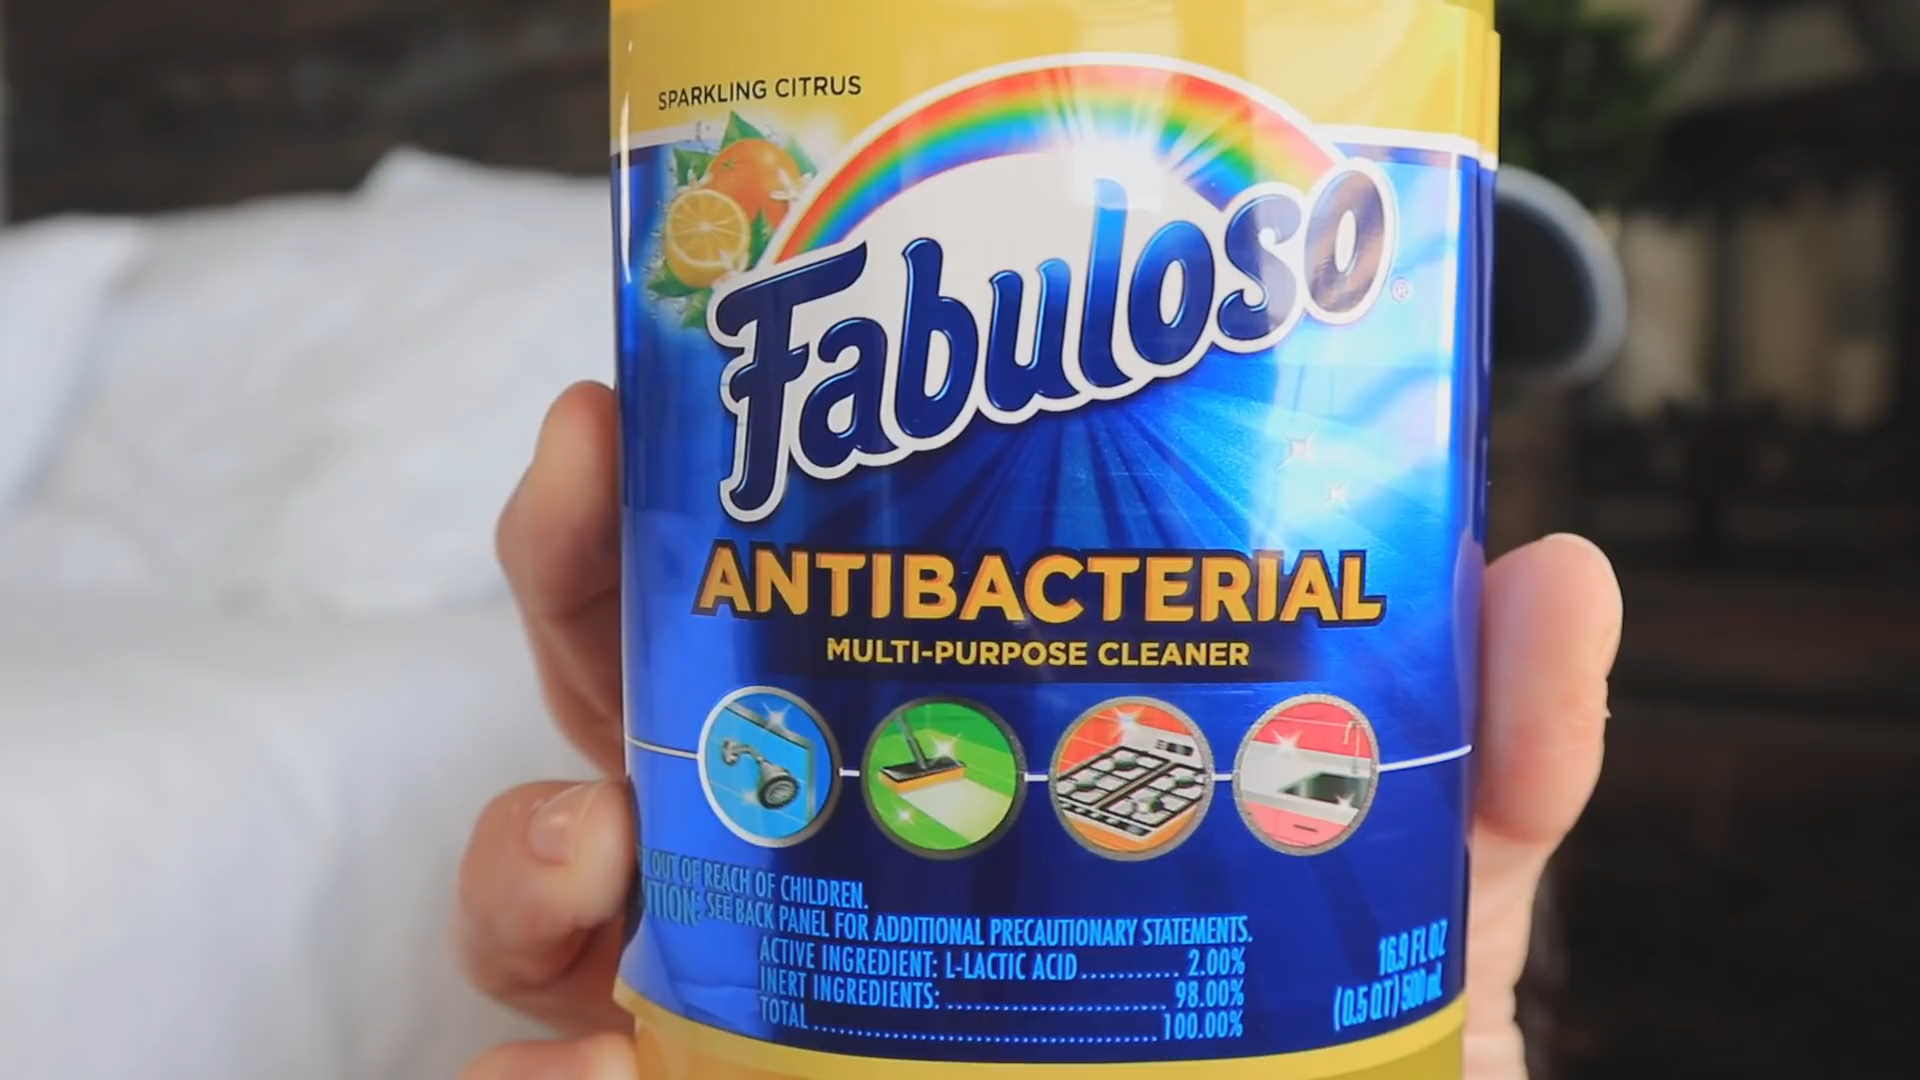 SPARKLING CITRUS
Fabuloso®
ANTIBACTERIAL
MULTI-PURPOSE CLEANER
OUT OF REACH OF CHILDREN.
SEE BACK PANEL FOR ADDITIONAL PRECAUTIONARY STATEMENTS.
ACTIVE INGREDIENT: L-LACTIC ACID........... 2.00%
INERT INGREDIENTS: ........................ 98.00%
TOTAL ..................................... 100.00%
16.9 FL OZ
(0.5 QT) 500 mL